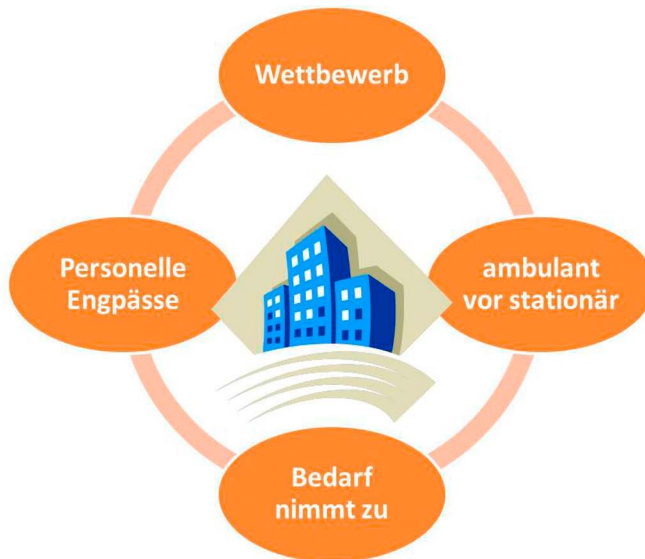 Wettbewerb
Personelle
Engpässe
ambulant
vor stationär
Bedarf
nimmt zu